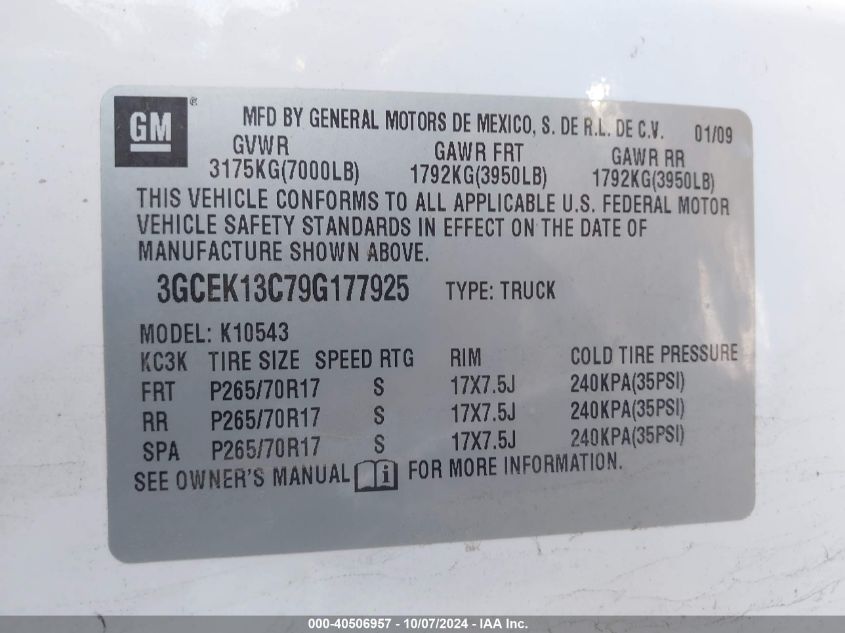 GM®
MFD BY GENERAL MOTORS DE MEXICO, S. DE R.L. DE C.V. 01/09
GVWR GAWR FRT GAWR RR
3175KG(7000LB) 1792KG(3950LB) 1792KG(3950LB)
THIS VEHICLE CONFORMS TO ALL APPLICABLE U.S. FEDERAL MOTOR
VEHICLE SAFETY STANDARDS IN EFFECT ON THE DATE OF
MANUFACTURE SHOWN ABOVE.
3GCEK13C79G177925 TYPE: TRUCK
MODEL: K10543
KC3K TIRE SIZE SPEED RTG RIM COLD TIRE PRESSURE
FRT P265/70R17 S 17X7.5J 240KPA(35PSI)
RR P265/70R17 S 17X7.5J 240KPA(35PSI)
SPA P265/70R17 S 17X7.5J 240KPA(35PSI)
SEE OWNER'S MANUAL i FOR MORE INFORMATION.
000-40506957 - 10/07/2024 - IAA Inc.